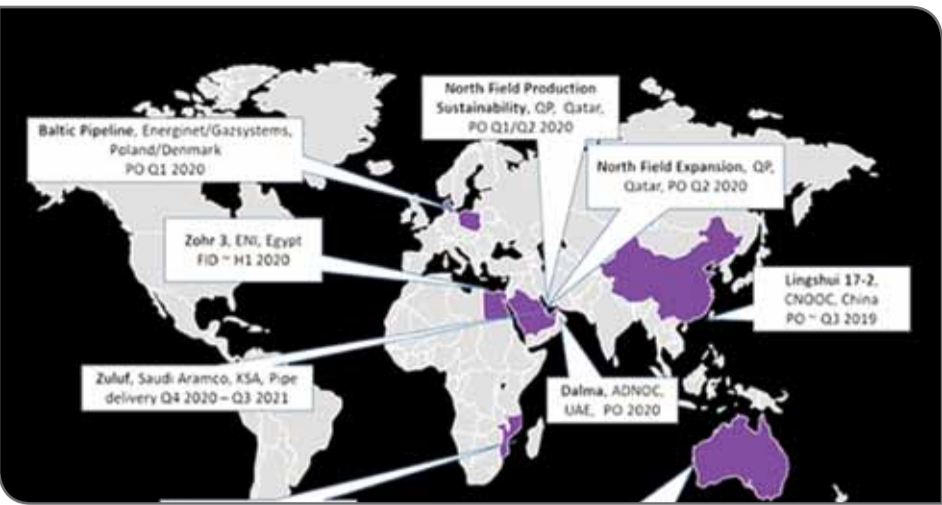 North Field Production
Sustainability, QP, Qatar,
PO Q1/Q2 2020
Baltic Pipeline, Energinet/Gazsystems,
Poland/Denmark
PO Q1 2020
North Field Expansion, QP,
Qatar, PO Q2 2020
Zohr 3, ENI, Egypt
FID ~ H1 2020
Lingshui 17-2,
CNOOC, China
PO ~ Q3 2019
Zuluf, Saudi Aramco, KSA, Pipe
delivery Q4 2020 – Q3 2021
Dalma, ADNOC,
UAE, PO 2020